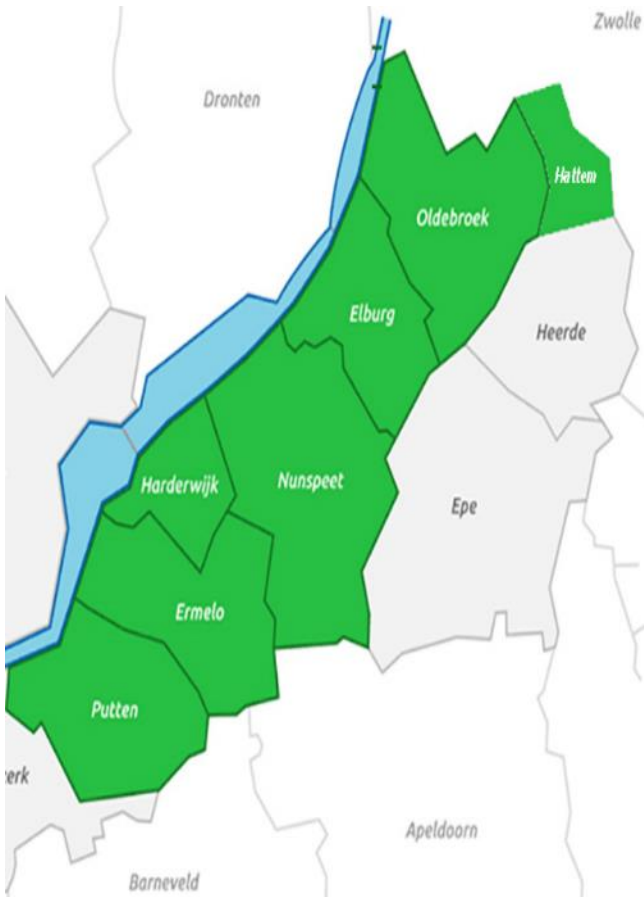 Zwolle
Dronten
Hattem
Oldebroek
Elburg
Heerde
Harderwijk
Nunspeet
Epe
Ermelo
Putten
erk
Apeldoorn
Barneveld